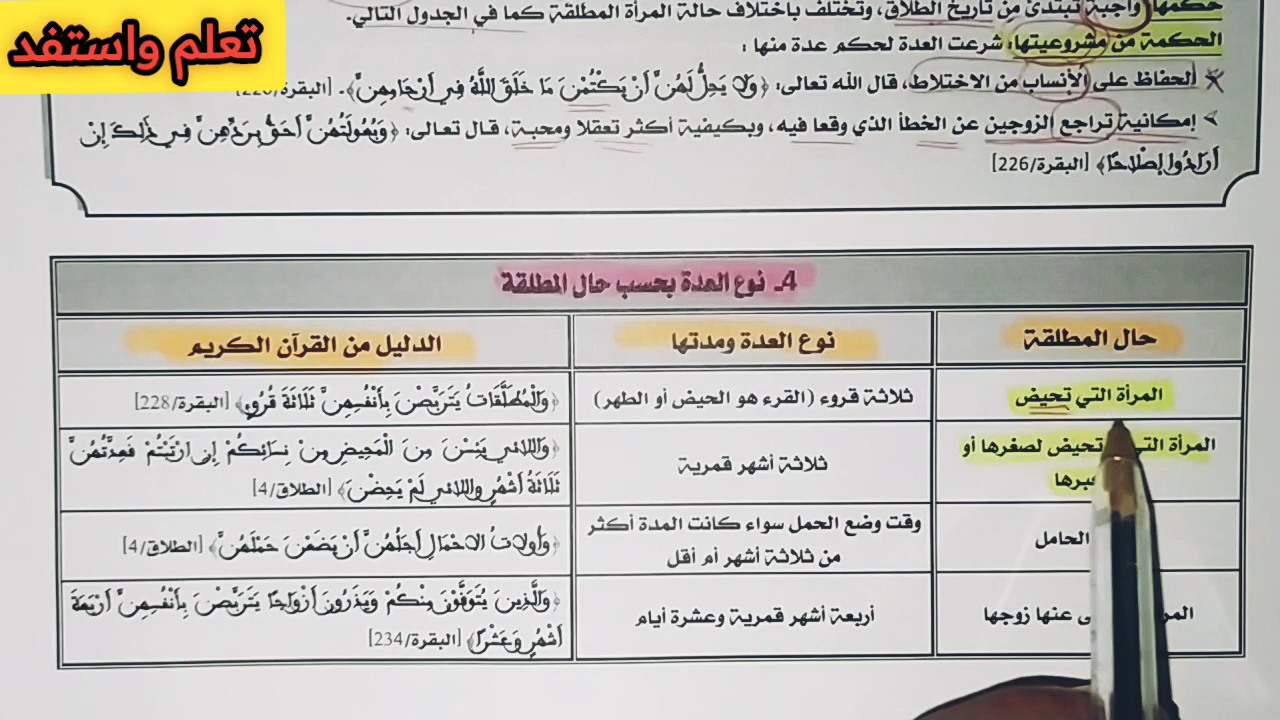 تعلم واستفد
حكمها واجبة تبتدئ من تاريخ الطلاق، وتختلف باختلاف حالة المرأة المطلقة كما في الجدول التالي.
الحكمة من مشروعيتها: شرعت العدة لحكم عدة منها :
الحفاظ على الأنساب من الاختلاط، قال الله تعالى: ﴿وَلَا يَحِلُّ لَهُنَّ أَنْ يَكْتُمْنَ مَا خَلَقَ اللَّهُ فِي أَرْحَامِهِنَّ﴾. [البقرة/
إمكانية تراجع الزوجين عن الخطأ الذي وقعا فيه، وبكيفية أكثر تعقلا ومحبة، قال تعالى: ﴿وَبُعُولَتُهُنَّ أَحَقُّ بِرَدِّهِنَّ فِي ذَلِكَ إِنْ
أَرَادُوا إِصْلَاحًا﴾ [البقرة/226]
4ـ نوع العدة بحسب حال المطلقة
حال المطلقة
نوع العدة ومدتها
الدليل من القرآن الكريم
المرأة التي تحيض
ثلاثة قروء (القرء هو الحيض أو الطهر)
﴿وَالْمُطَلَّقَاتُ يَتَرَبَّصْنَ بِأَنْفُسِهِنَّ ثَلَاثَةَ قُرُوءٍ﴾ [البقرة/228]
المرأة تحيض لصغرها أو
ثلاثة أشهر قمرية
﴿وَاللَّائِي يَئِسْنَ مِنَ الْمَحِيضِ مِنْ نِسَائِكُمْ إِنِ ارْتَبْتُمْ فَعِدَّتُهُنَّ
ثَلَاثَةُ أَشْهُرٍ وَاللَّائِي لَمْ يَحِضْنَ﴾ [الطلاق/4]
الحامل
وقت وضع الحمل سواء كانت المدة أكثر
من ثلاثة أشهر أم أقل
﴿وَأُولَاتُ الْأَحْمَالِ أَجَلُهُنَّ أَنْ يَضَعْنَ حَمْلَهُنَّ﴾ [الطلاق/4]
عنها زوجها
أربعة أشهر قمرية وعشرة أيام
﴿وَالَّذِينَ يُتَوَفَّوْنَ مِنْكُمْ وَيَذَرُونَ أَزْوَاجًا يَتَرَبَّصْنَ بِأَنْفُسِهِنَّ أَرْبَعَةَ
أَشْهُرٍ وَعَشْرًا﴾ [البقرة/234]